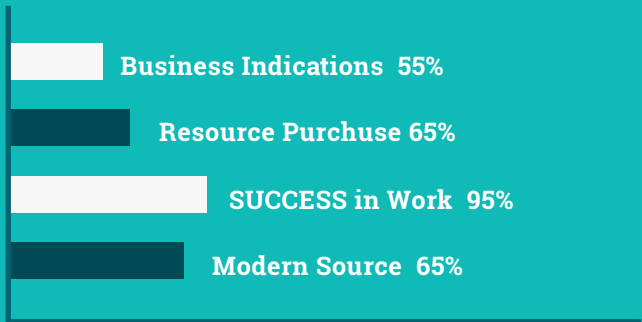 Business Indications 55%
Resource Purchuse 65%
SUCCESS in Work 95%
Modern Source 65%